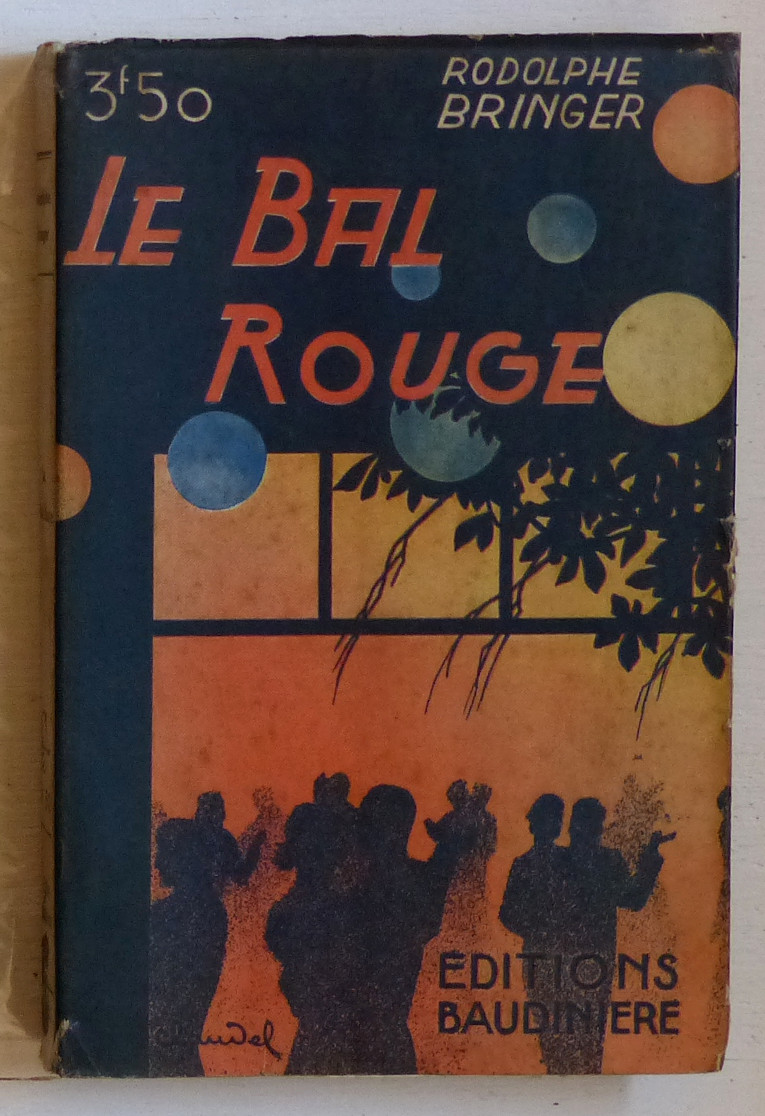 3f50
RODOLPHE
BRINGER
LE BAL
ROUGE
EDITIONS
BAUDINIERE